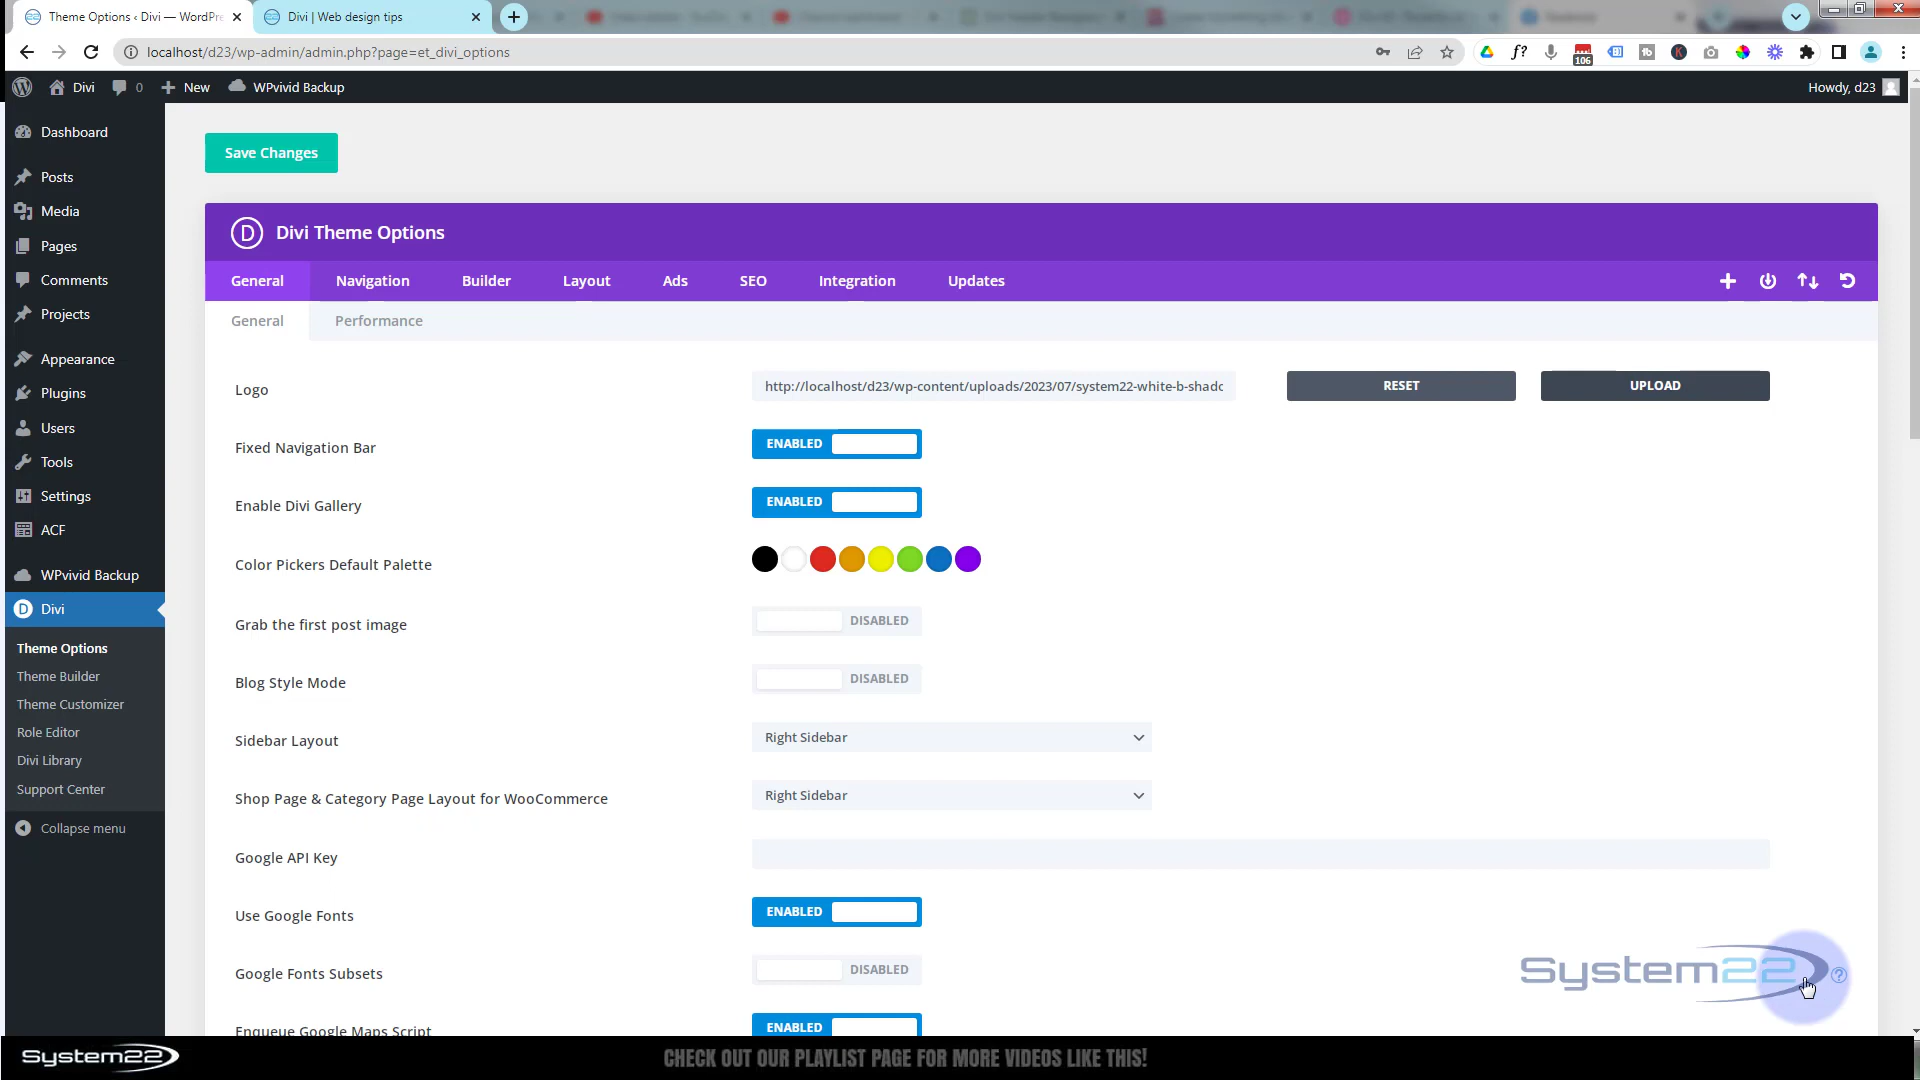 Theme Options ‹ Divi — WordPre
Divi | Web design tips
localhost/d23/wp-admin/admin.php?page=et_divi_options
106
Divi
0
New
WPvivid Backup
Howdy, d23
Dashboard
Posts
Media
Pages
Comments
Projects
Appearance
Plugins
Users
Tools
Settings
ACF
WPvivid Backup
Divi
Theme Options
Theme Builder
Theme Customizer
Role Editor
Divi Library
Support Center
Collapse menu
Save Changes
D Divi Theme Options
General Navigation Builder Layout Ads SEO Integration Updates
General Performance
Logo
http://localhost/d23/wp-content/uploads/2023/07/system22-white-b-shado
RESET
UPLOAD
Fixed Navigation Bar
ENABLED
Enable Divi Gallery
ENABLED
Color Pickers Default Palette
Grab the first post image
DISABLED
Blog Style Mode
DISABLED
Sidebar Layout
Right Sidebar
Shop Page & Category Page Layout for WooCommerce
Right Sidebar
Google API Key
Use Google Fonts
ENABLED
Google Fonts Subsets
DISABLED
Enqueue Google Maps Script
ENABLED
System22
System22
CHECK OUT OUR PLAYLIST PAGE FOR MORE VIDEOS LIKE THIS!